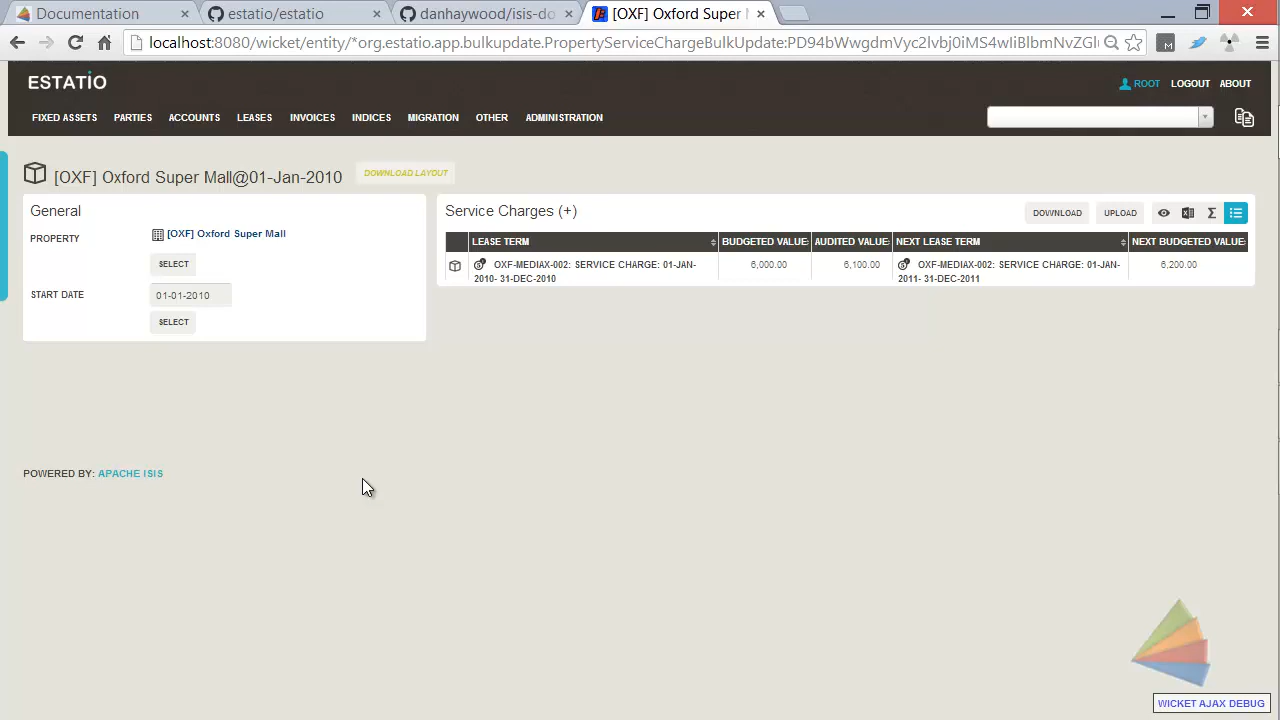 Documentation
estatio/estatio
danhaywood/isis-do
[OXF] Oxford Super M
localhost:8080/wicket/entity/*org.estatio.app.bulkupdate.PropertyServiceChargeBulkUpdate:
ESTATIO
ROOT LOGOUT ABOUT
FIXED ASSETS PARTIES ACCOUNTS LEASES INVOICES INDICES MIGRATION OTHER ADMINISTRATION
[OXF] Oxford Super Mall@01-Jan-2010
DOWNLOAD LAYOUT
General
PROPERTY
[OXF] Oxford Super Mall
SELECT
START DATE
01-01-2010
SELECT
Service Charges (+)
DOWNLOAD UPLOAD
LEASE TERM BUDGETED VALUE AUDITED VALUE NEXT LEASE TERM NEXT BUDGETED VALUE
OXF-MEDIAX-002: SERVICE CHARGE: 01-JAN-
2010- 31-DEC-2010
6,000.00
6,100.00
OXF-MEDIAX-002: SERVICE CHARGE: 01-JAN-
2011- 31-DEC-2011
6,200.00
POWERED BY: APACHE ISIS
WICKET AJAX DEBUG